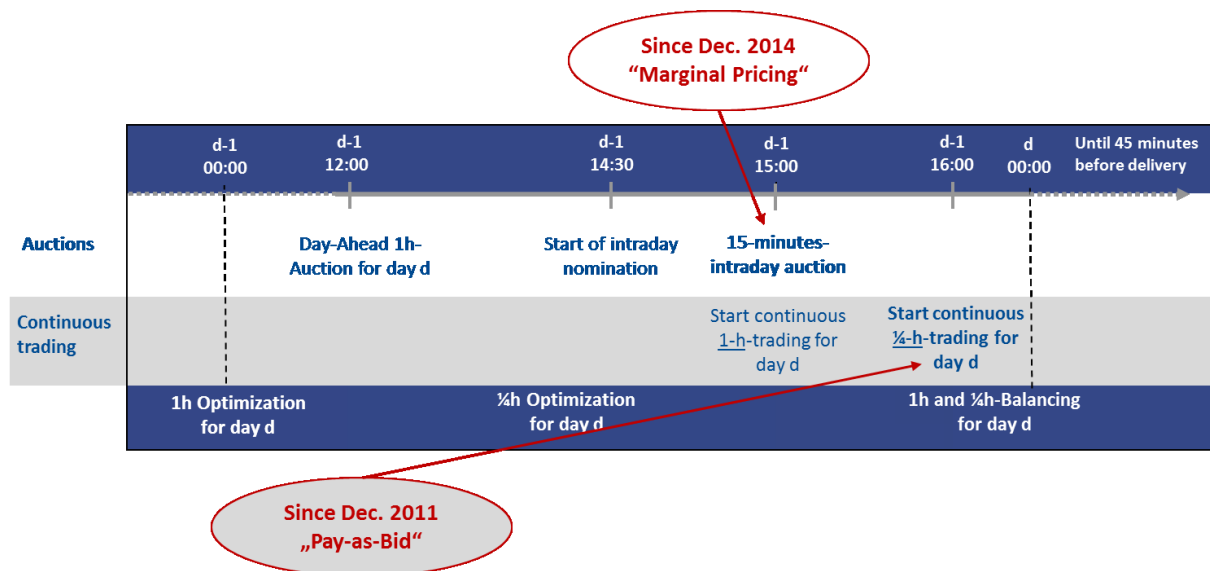 Since Dec. 2014
“Marginal Pricing“
d-1
00:00
d-1
12:00
d-1
14:30
d-1
15:00
d-1
16:00
d
00:00
Until 45 minutes
before delivery
Auctions
Day-Ahead 1h-
Auction for day d
Start of intraday
nomination
15-minutes-
intraday auction
Continuous
trading
Start continuous
1-h-trading for
day d
Start continuous
¼-h-trading for
day d
1h Optimization
for day d
¼h Optimization
for day d
1h and ¼h-Balancing
for day d
Since Dec. 2011
„Pay-as-Bid“